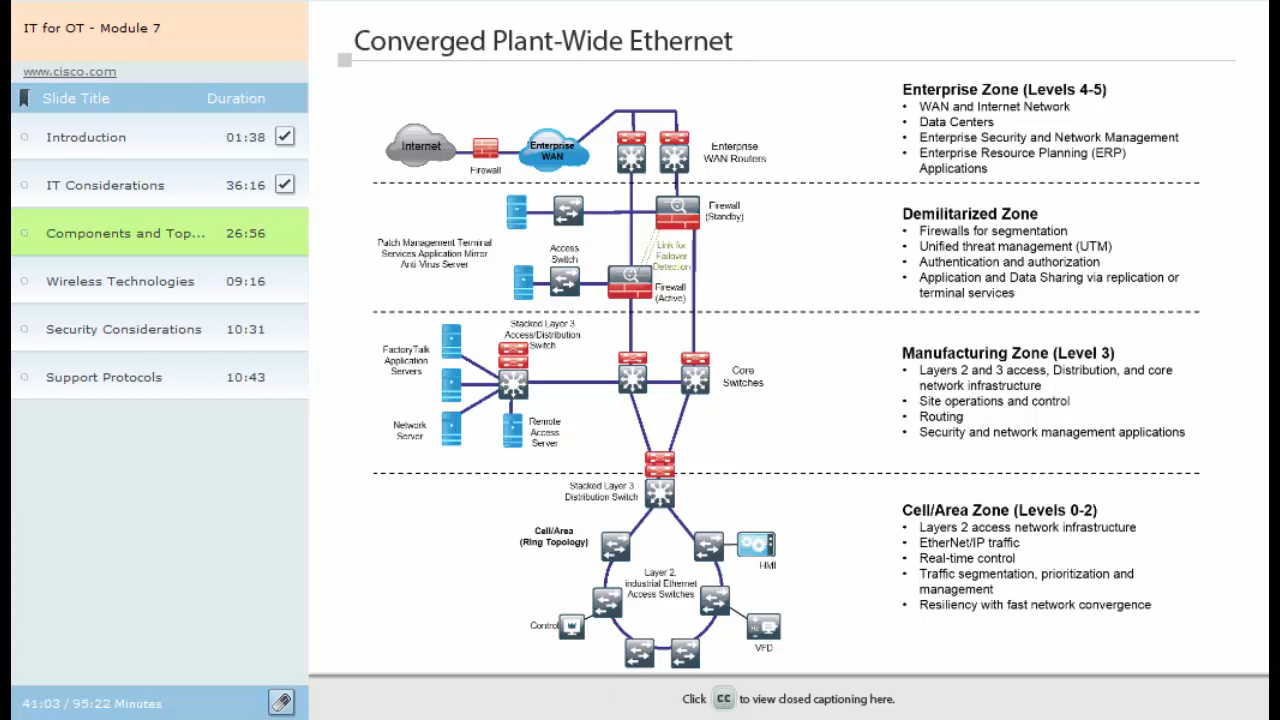 IT for OT - Module 7
www.cisco.com
Slide Title Duration
Introduction 01:38
IT Considerations 36:16
Components and Top... 26:56
Wireless Technologies 09:16
Security Considerations 10:31
Support Protocols 10:43
41:03 / 95:22 Minutes
Converged Plant-Wide Ethernet
Internet
Firewall
Enterprise
WAN
Enterprise
WAN Routers
Enterprise Zone (Levels 4-5)
• WAN and Internet Network
• Data Centers
• Enterprise Security and Network Management
• Enterprise Resource Planning (ERP)
Applications
Firewall
(Standby)
Patch Management Terminal
Services Application Mirror
Anti-Virus Server
Access
Switch
Link for
Failover
Detection
Firewall
(Active)
Demilitarized Zone
• Firewalls for segmentation
• Unified threat management (UTM)
• Authentication and authorization
• Application and Data Sharing via replication or
terminal services
Stacked Layer 3
Access/Distribution
Switch
FactoryTalk
Application
Servers
Network
Server
Remote
Access
Server
Core
Switches
Manufacturing Zone (Level 3)
• Layers 2 and 3 access, Distribution, and core
network infrastructure
• Site operations and control
• Routing
• Security and network management applications
Stacked Layer 3
Distribution Switch
Cell/Area
(Ring Topology)
Layer 2,
industrial Ethernet
Access Switches
HMI
Control
VFD
Cell/Area Zone (Levels 0-2)
• Layers 2 access network infrastructure
• EtherNet/IP traffic
• Real-time control
• Traffic segmentation, prioritization and
management
• Resiliency with fast network convergence
Click CC to view closed captioning here.